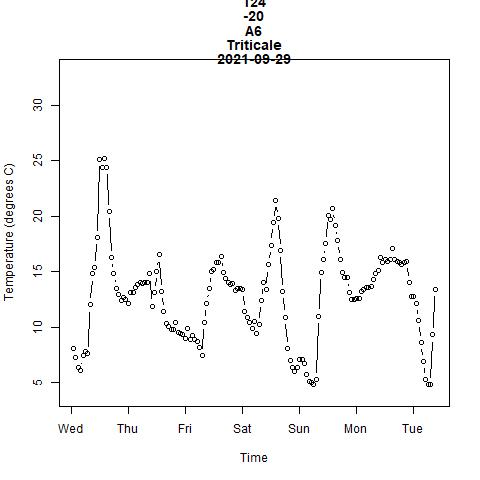 124
-20
A6
Triticale
2021-09-29
Temperature (degrees C)
30
25
20
15
10
5
Wed Thu Fri Sat Sun Mon Tue
Time